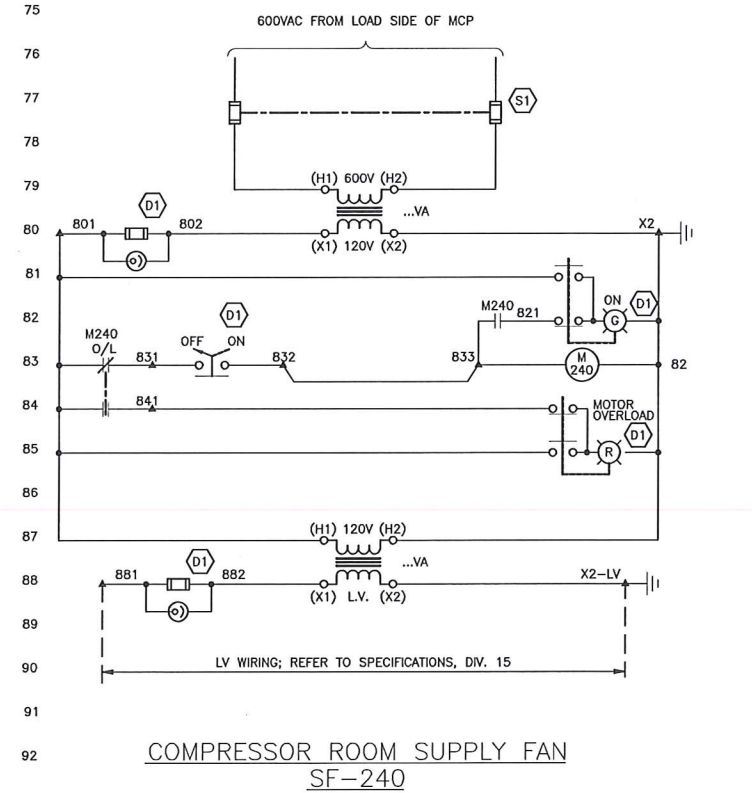 75
600VAC FROM LOAD SIDE OF MCP
76
77
S1
78
79
(H1) 600V (H2)
D1
...VA
80
801
802
(X1) 120V (X2)
X2
81
ON
D1
82
D1
M240
821
G
M240
O/L
OFF
ON
83
831
832
833
M
240
82
84
841
MOTOR
OVERLOAD
D1
85
R
86
87
(H1) 120V (H2)
D1
...VA
88
881
882
(X1) L.V. (X2)
X2-LV
89
90
LV WIRING; REFER TO SPECIFICATIONS, DIV. 15
91
92
COMPRESSOR ROOM SUPPLY FAN
SF-240